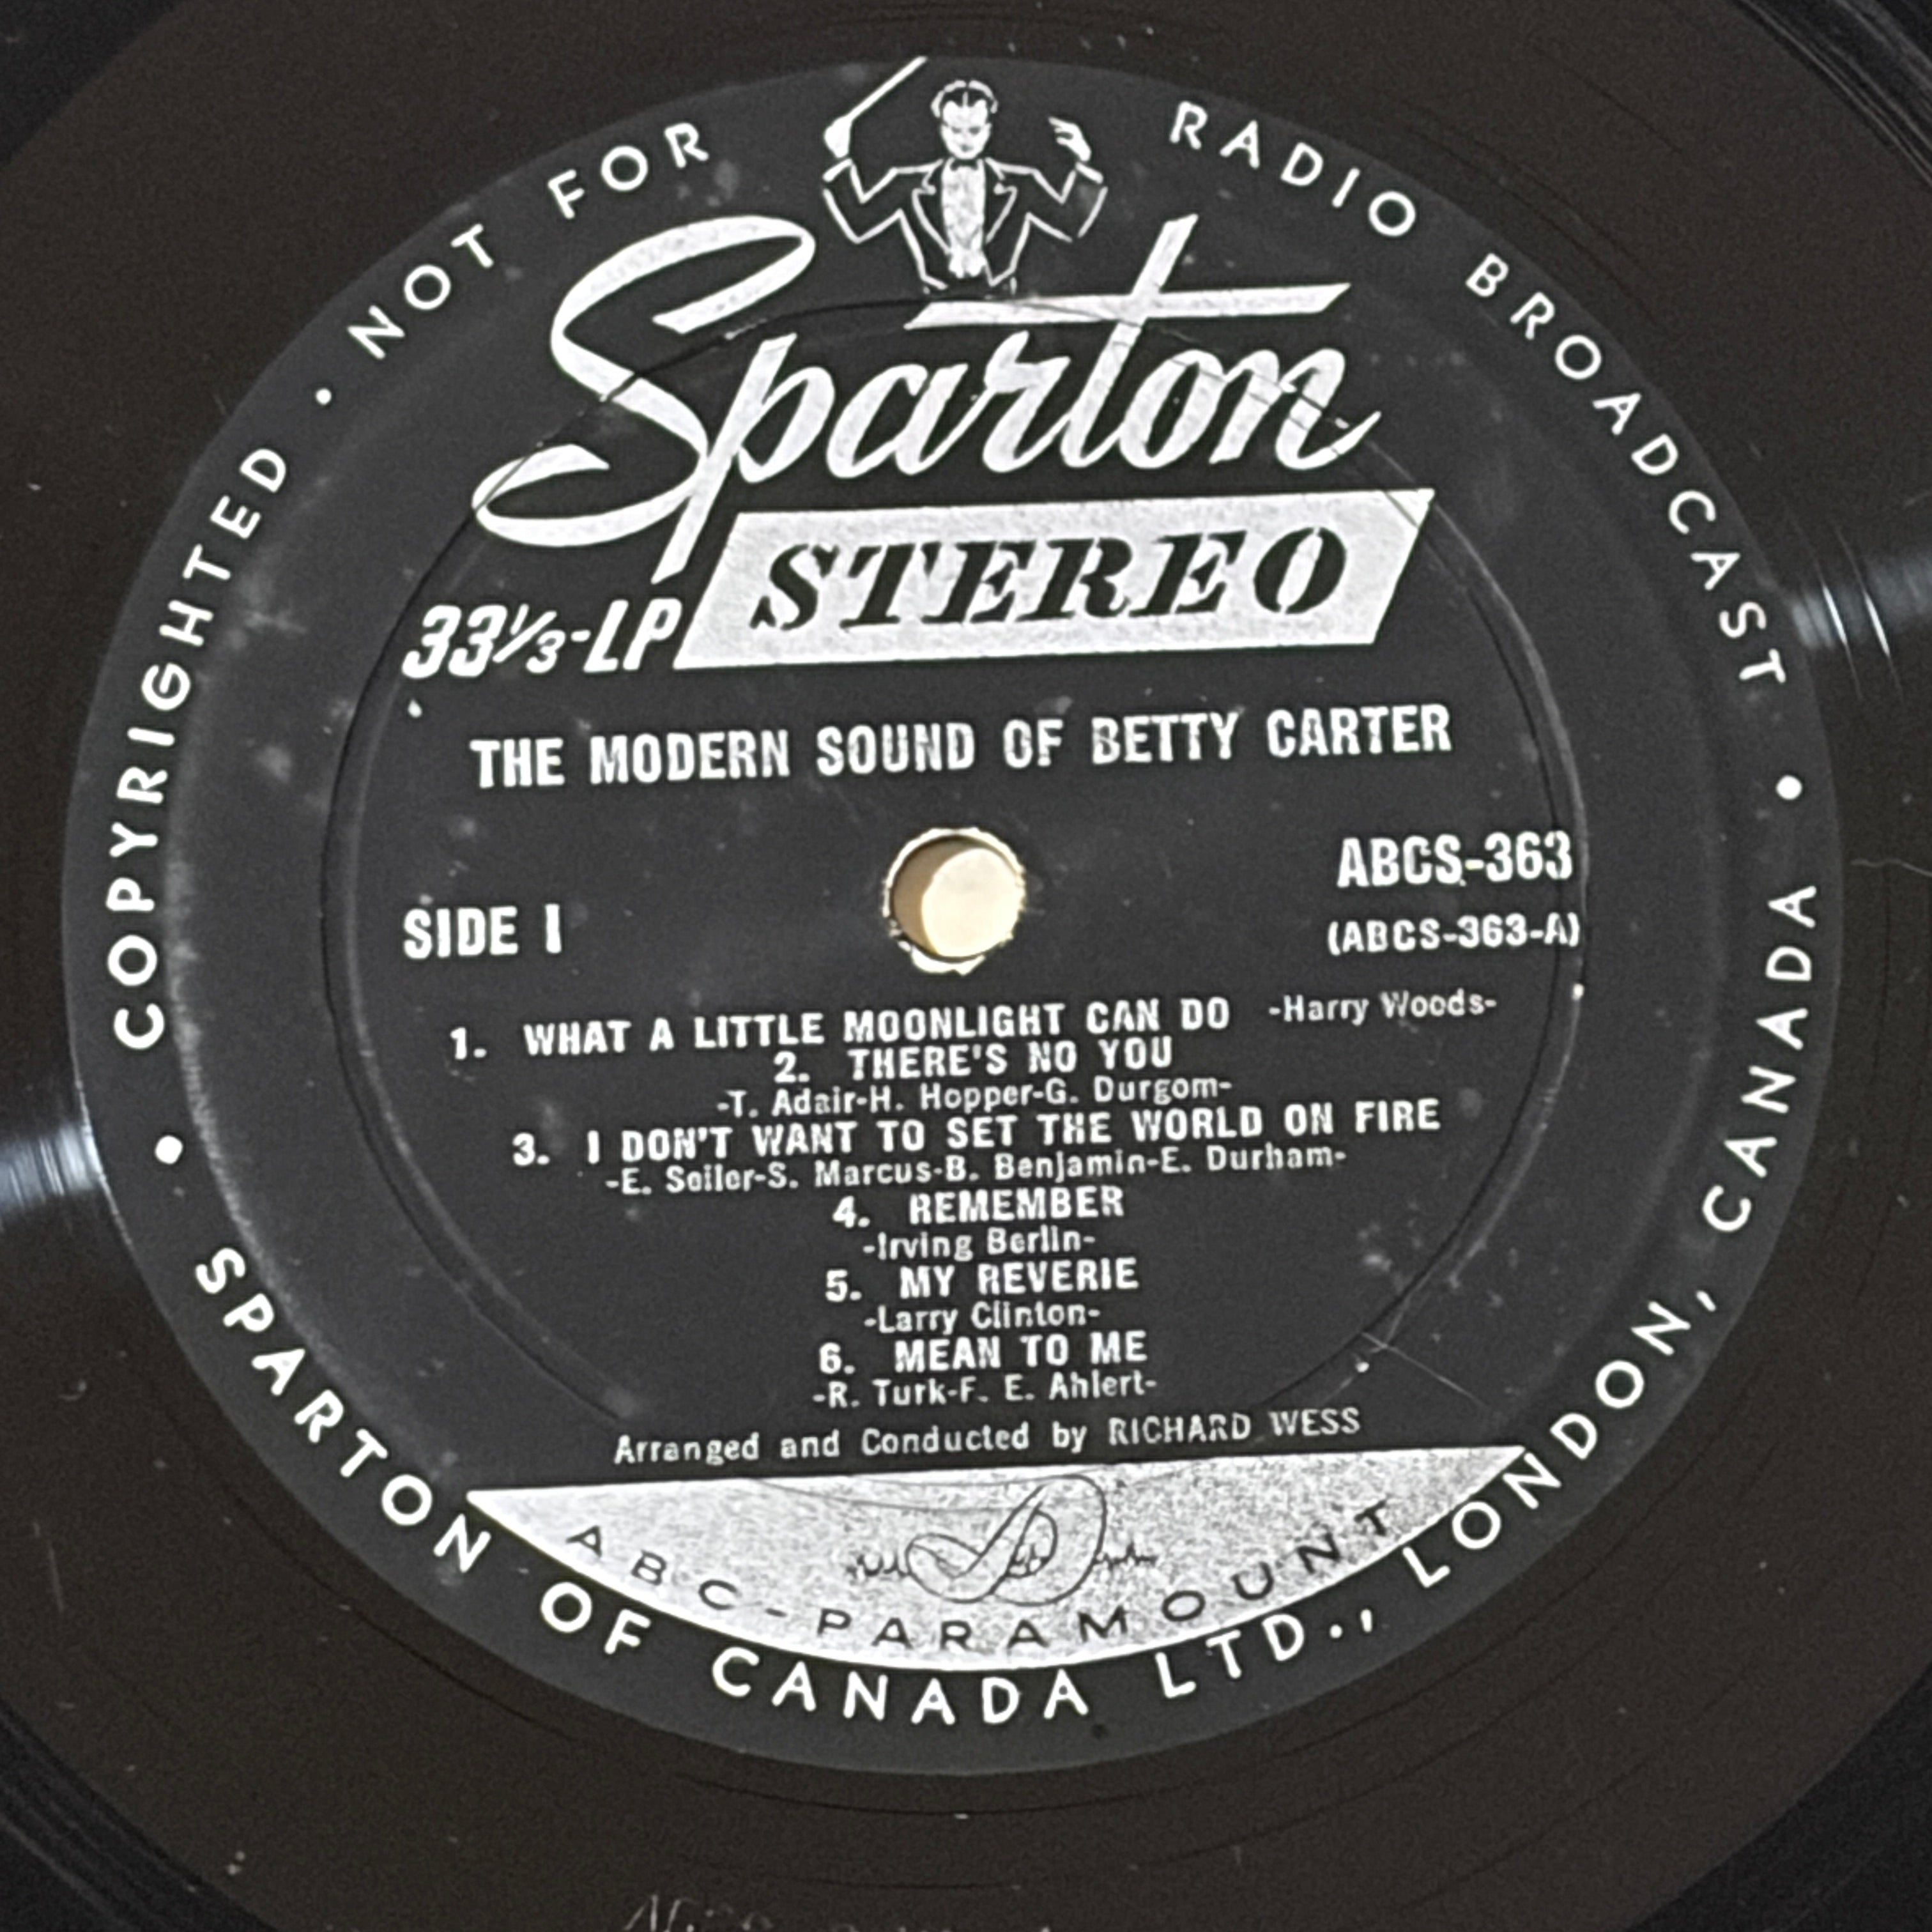 COPYRIGHTED • NOT FOR RADIO BROADCAST
Sparton
STEREO
33⅓-LP
THE MODERN SOUND OF BETTY CARTER
ABCS-363
SIDE 1
(ABCS-363-A)
1. WHAT A LITTLE MOONLIGHT CAN DO -Harry Woods-
2. THERE'S NO YOU
-T. Adair-H. Hopper-G. Durgom-
3. I DON'T WANT TO SET THE WORLD ON FIRE
-E. Seiler-S. Marcus-B. Benjamin-E. Durham-
4. REMEMBER
-Irving Berlin-
5. MY REVERIE
-Larry Clinton-
6. MEAN TO ME
-R. Turk-F. E. Ahlert-
Arranged and Conducted by RICHARD WESS
ABC-PARAMOUNT
• SPARTON OF CANADA LTD., LONDON, CANADA •